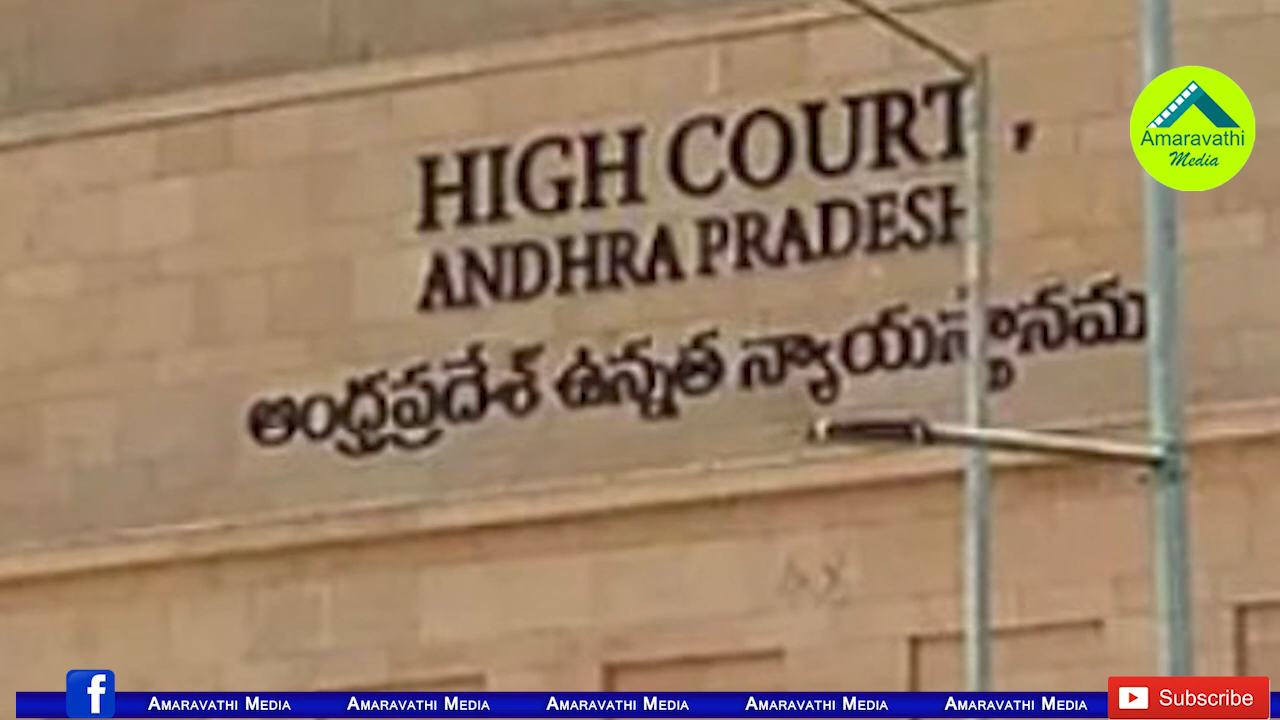 HIGH COURT,
ANDHRA PRADESH
ఆంధ్రప్రదేశ్ ఉన్నత న్యాయస్థానము
Amaravathi
Media
AMARAVATHI MEDIA AMARAVATHI MEDIA AMARAVATHI MEDIA AMARAVATHI MEDIA AMARAVATHI MEDIA
Subscribe